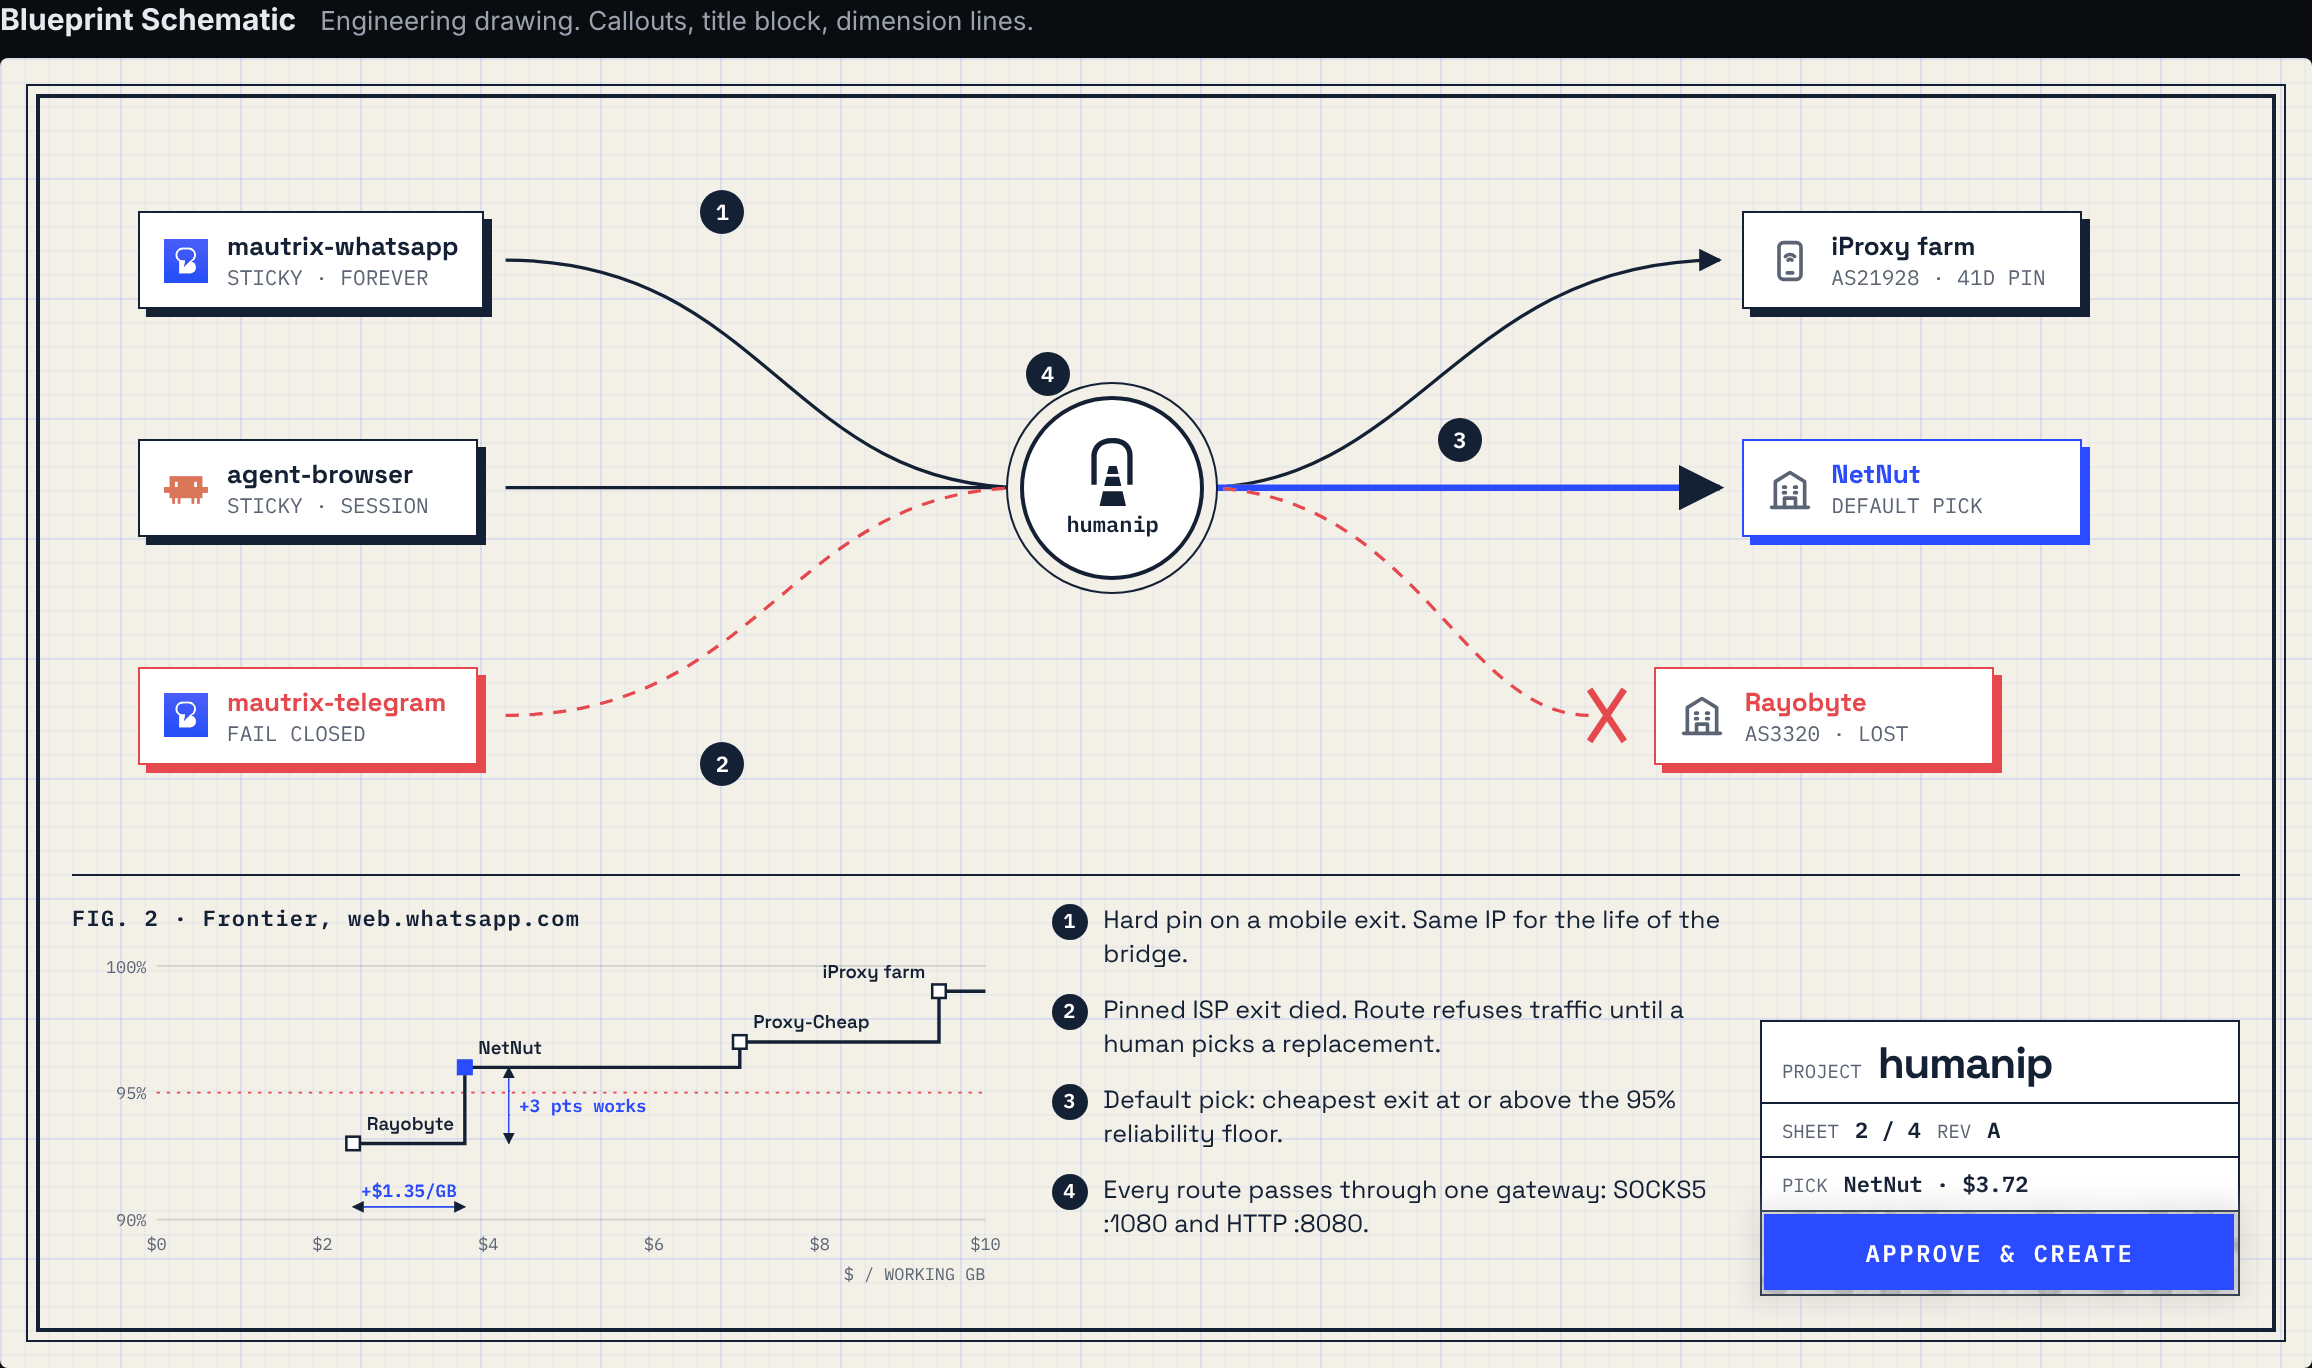 Blueprint Schematic Engineering drawing. Callouts, title block, dimension lines.
1
mautrix-whatsapp
STICKY · FOREVER
iProxy farm
AS21928 · 41D PIN
4
3
agent-browser
STICKY · SESSION
humanip
NetNut
DEFAULT PICK
mautrix-telegram
FAIL CLOSED
2
Rayobyte
AS3320 · LOST
FIG. 2 · Frontier, web.whatsapp.com
100%
95%
90%
iProxy farm
Proxy-Cheap
NetNut
+3 pts works
Rayobyte
+$1.35/GB
$0 $2 $4 $6 $8 $10
$ / WORKING GB
1 Hard pin on a mobile exit. Same IP for the life of the
bridge.
2 Pinned ISP exit died. Route refuses traffic until a
human picks a replacement.
3 Default pick: cheapest exit at or above the 95%
reliability floor.
4 Every route passes through one gateway: SOCKS5
:1080 and HTTP :8080.
PROJECT humanip
SHEET 2 / 4 REV A
PICK NetNut · $3.72
APPROVE & CREATE